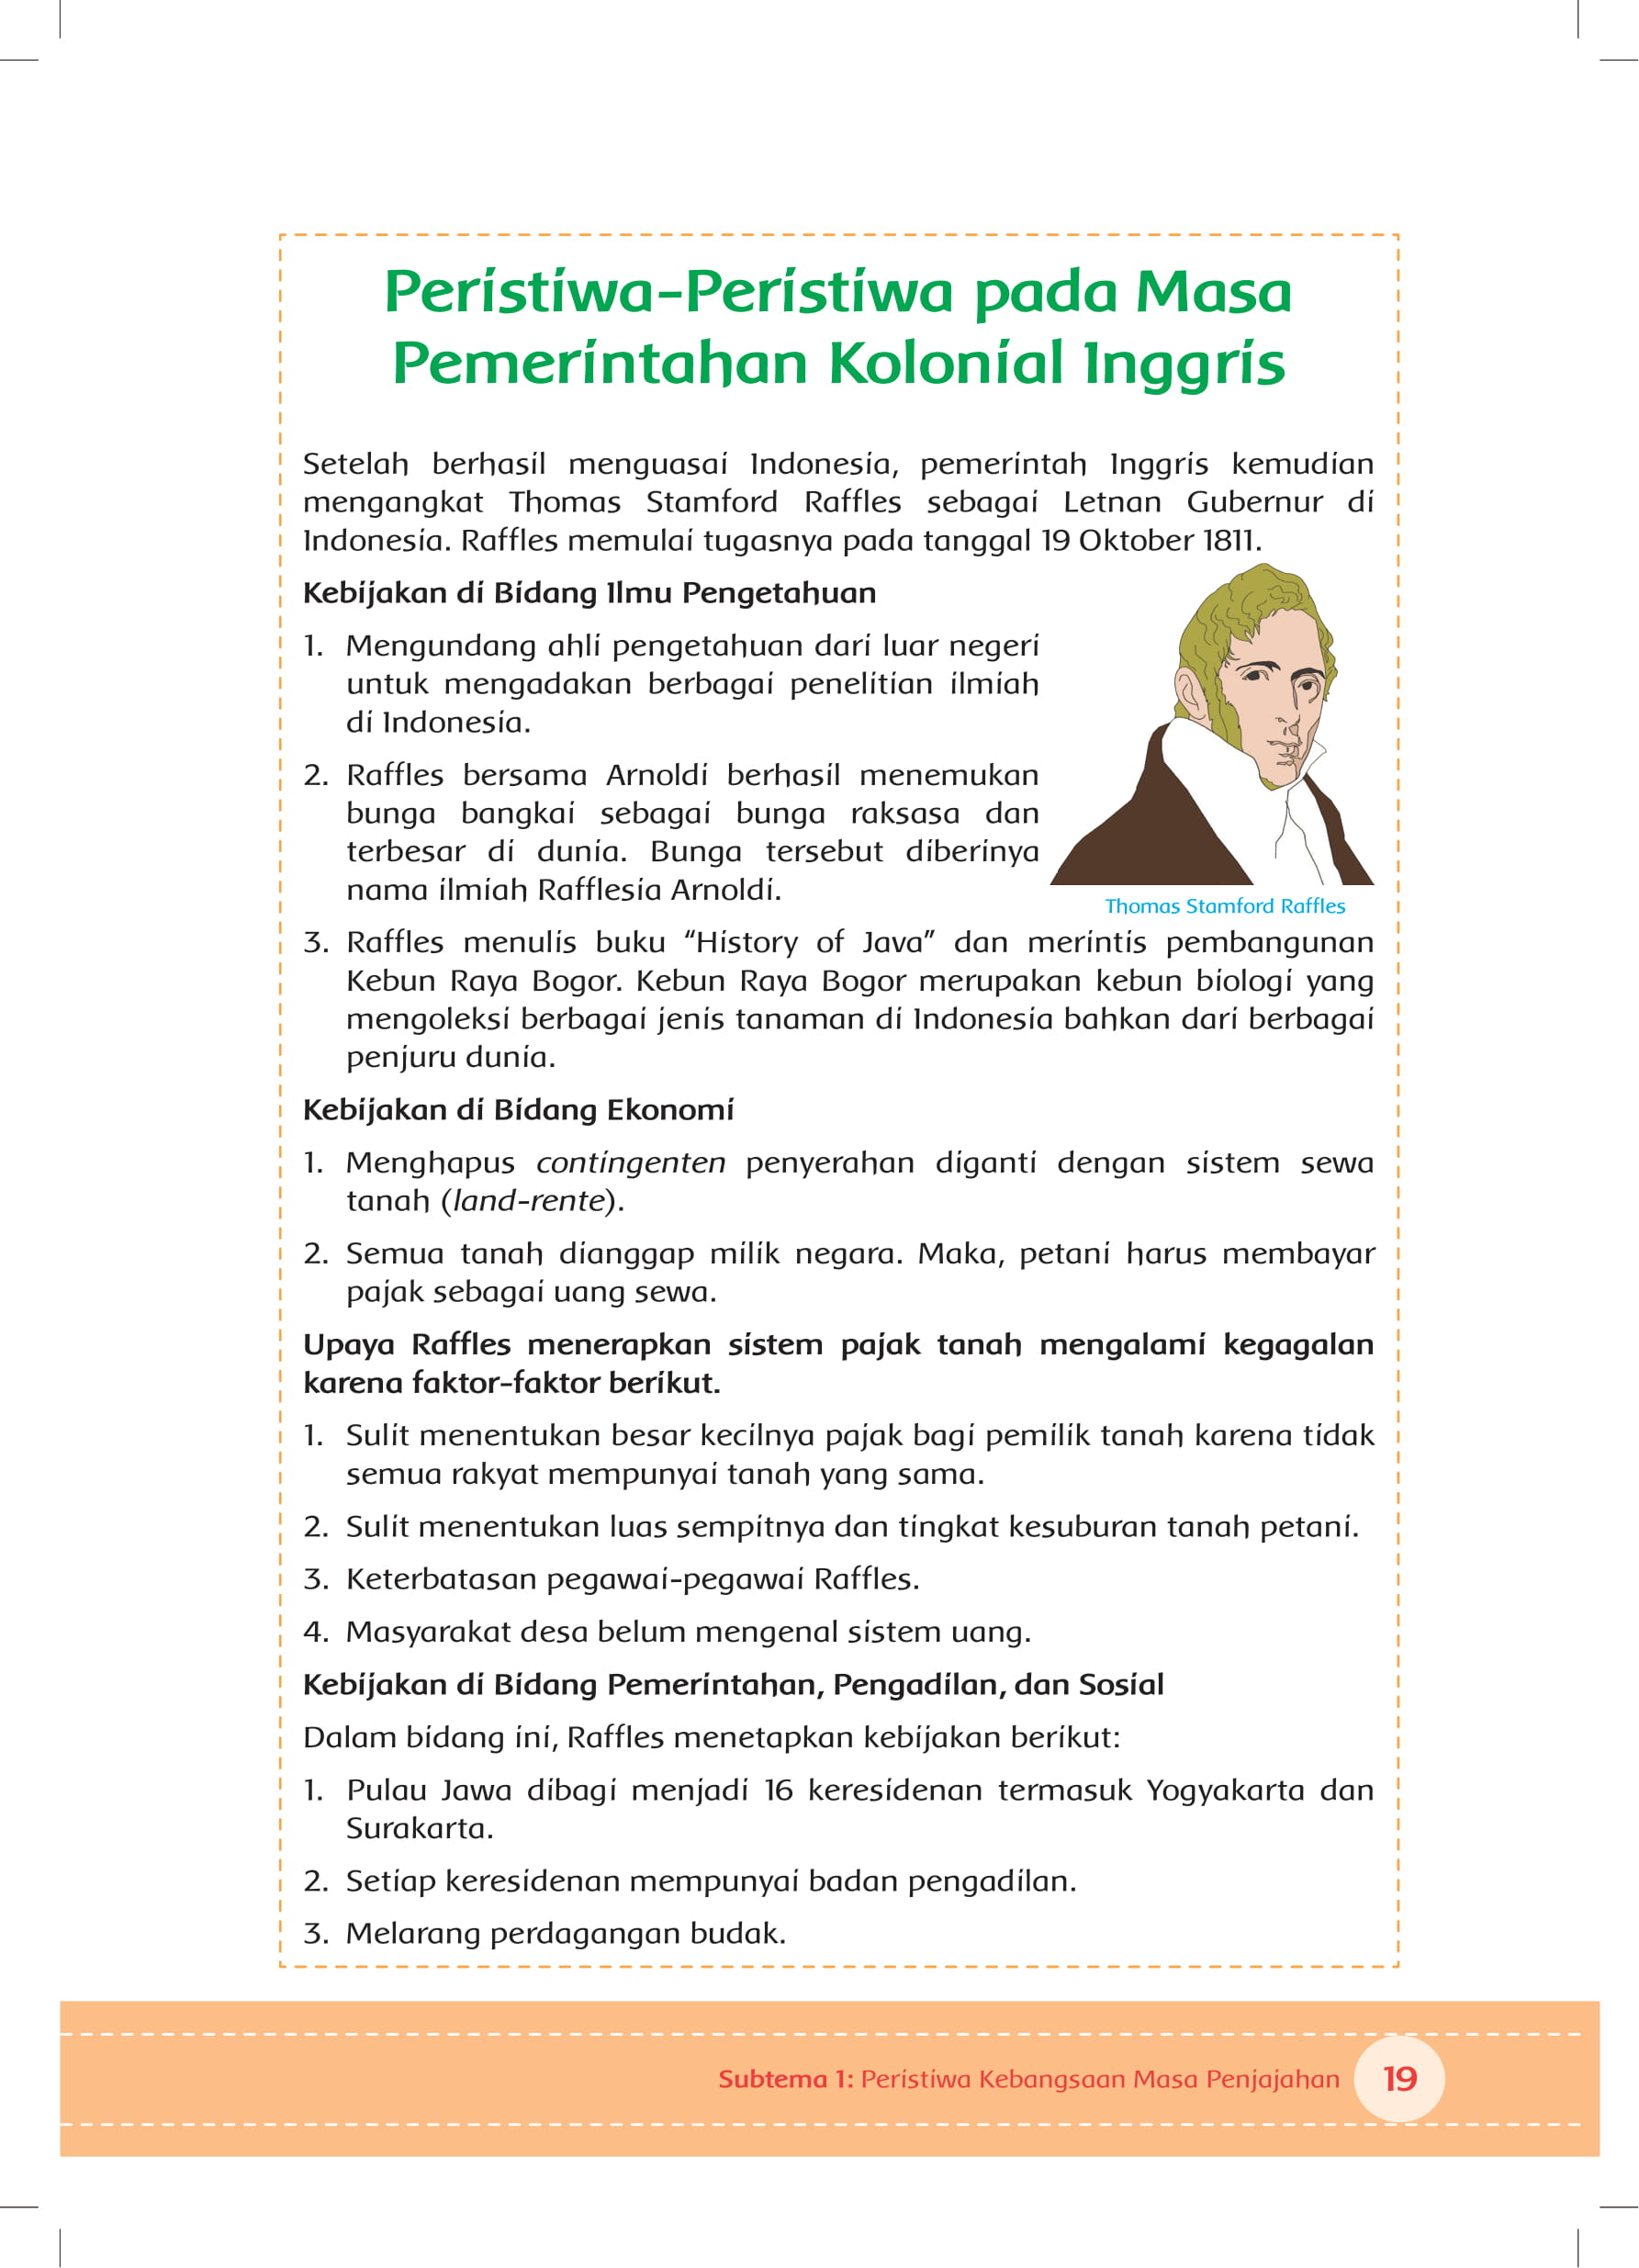 Peristiwa-Peristiwa pada Masa
Pemerintahan Kolonial Inggris
Setelah berhasil menguasai Indonesia, pemerintah Inggris kemudian
mengangkat Thomas Stamford Raffles sebagai Letnan Gubernur di
Indonesia. Raffles memulai tugasnya pada tanggal 19 Oktober 1811.
Kebijakan di Bidang Ilmu Pengetahuan
1. Mengundang ahli pengetahuan dari luar negeri
untuk mengadakan berbagai penelitian ilmiah
di Indonesia.
2. Raffles bersama Arnoldi berhasil menemukan
bunga bangkai sebagai bunga raksasa dan
terbesar di dunia. Bunga tersebut diberinya
nama ilmiah Rafflesia Arnoldi.
Thomas Stamford Raffles
3. Raffles menulis buku “History of Java” dan merintis pembangunan
Kebun Raya Bogor. Kebun Raya Bogor merupakan kebun biologi yang
mengoleksi berbagai jenis tanaman di Indonesia bahkan dari berbagai
penjuru dunia.
Kebijakan di Bidang Ekonomi
1. Menghapus contingenten penyerahan diganti dengan sistem sewa
tanah (land-rente).
2. Semua tanah dianggap milik negara. Maka, petani harus membayar
pajak sebagai uang sewa.
Upaya Raffles menerapkan sistem pajak tanah mengalami kegagalan
karena faktor-faktor berikut.
1. Sulit menentukan besar kecilnya pajak bagi pemilik tanah karena tidak
semua rakyat mempunyai tanah yang sama.
2. Sulit menentukan luas sempitnya dan tingkat kesuburan tanah petani.
3. Keterbatasan pegawai-pegawai Raffles.
4. Masyarakat desa belum mengenal sistem uang.
Kebijakan di Bidang Pemerintahan, Pengadilan, dan Sosial
Dalam bidang ini, Raffles menetapkan kebijakan berikut:
1. Pulau Jawa dibagi menjadi 16 keresidenan termasuk Yogyakarta dan
Surakarta.
2. Setiap keresidenan mempunyai badan pengadilan.
3. Melarang perdagangan budak.
Subtema 1: Peristiwa Kebangsaan Masa Penjajahan 19